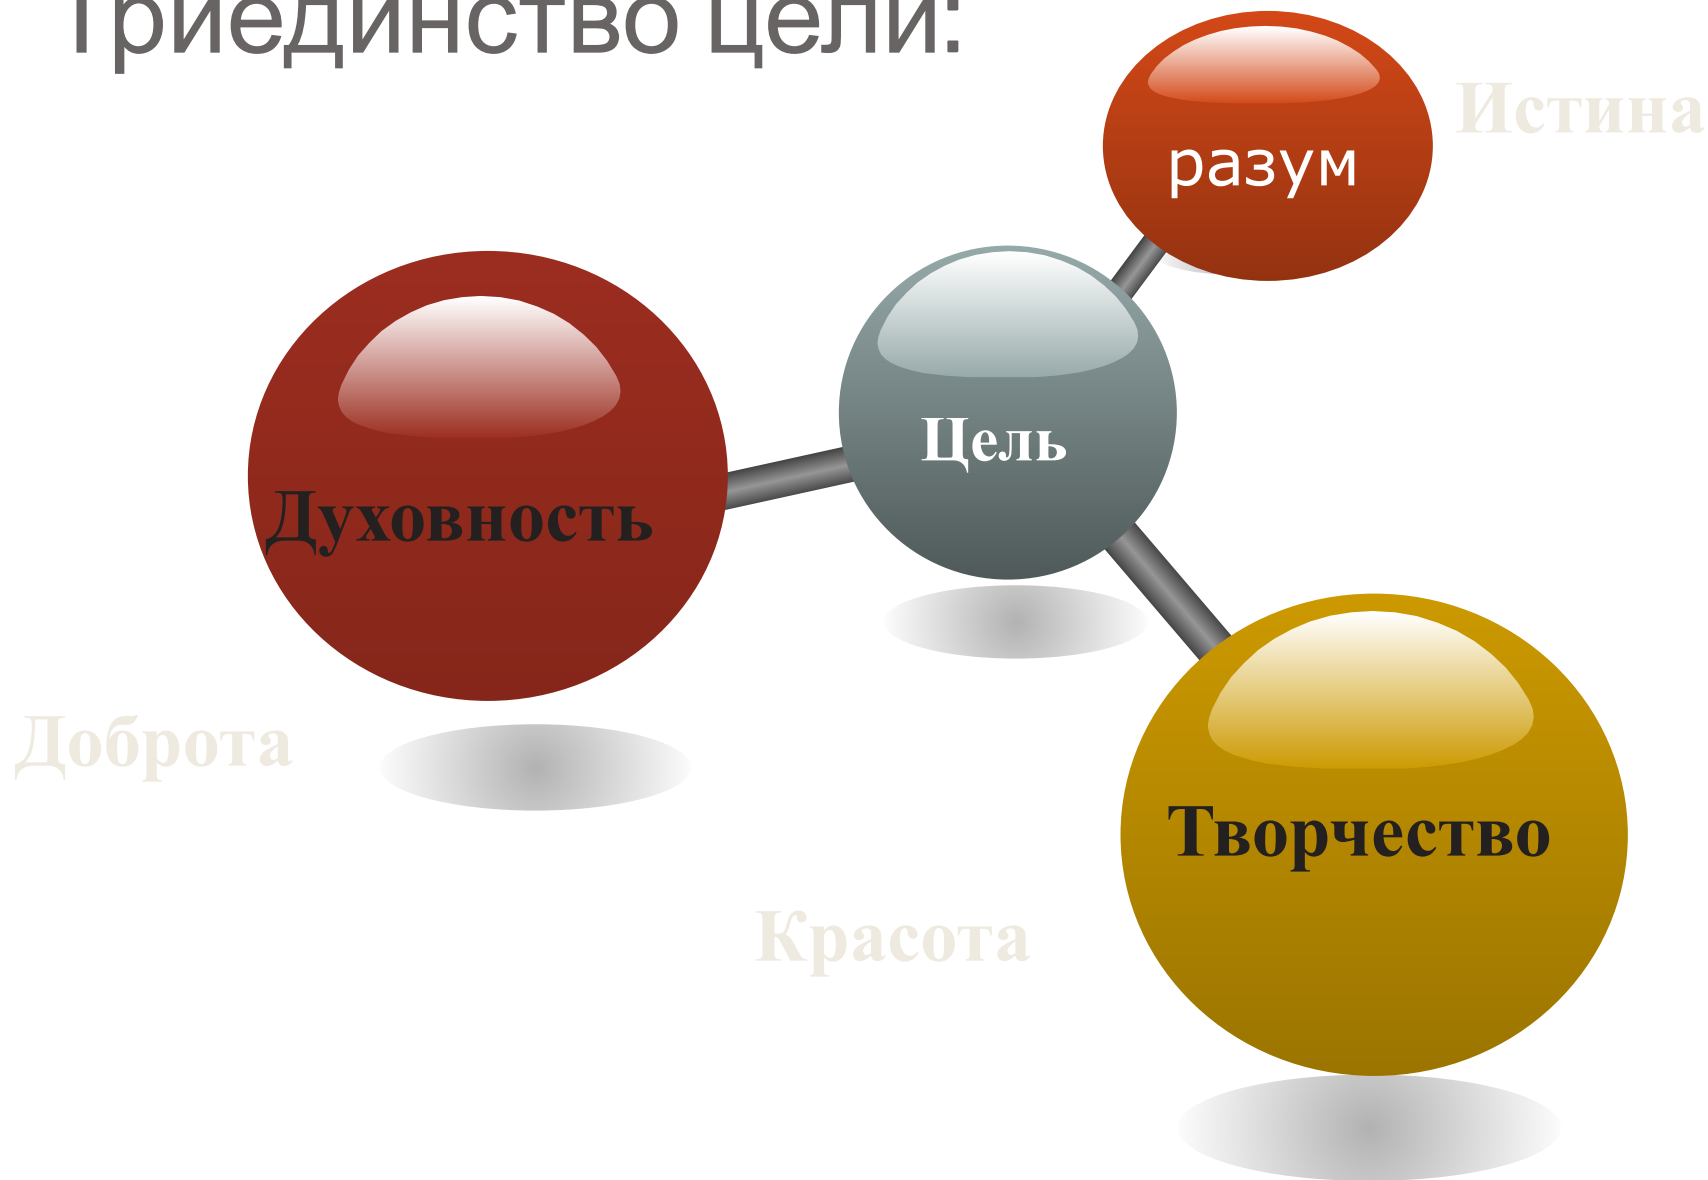 Триединство цели:
Истина
разум
Цель
Духовность
Доброта
Творчество
Красота